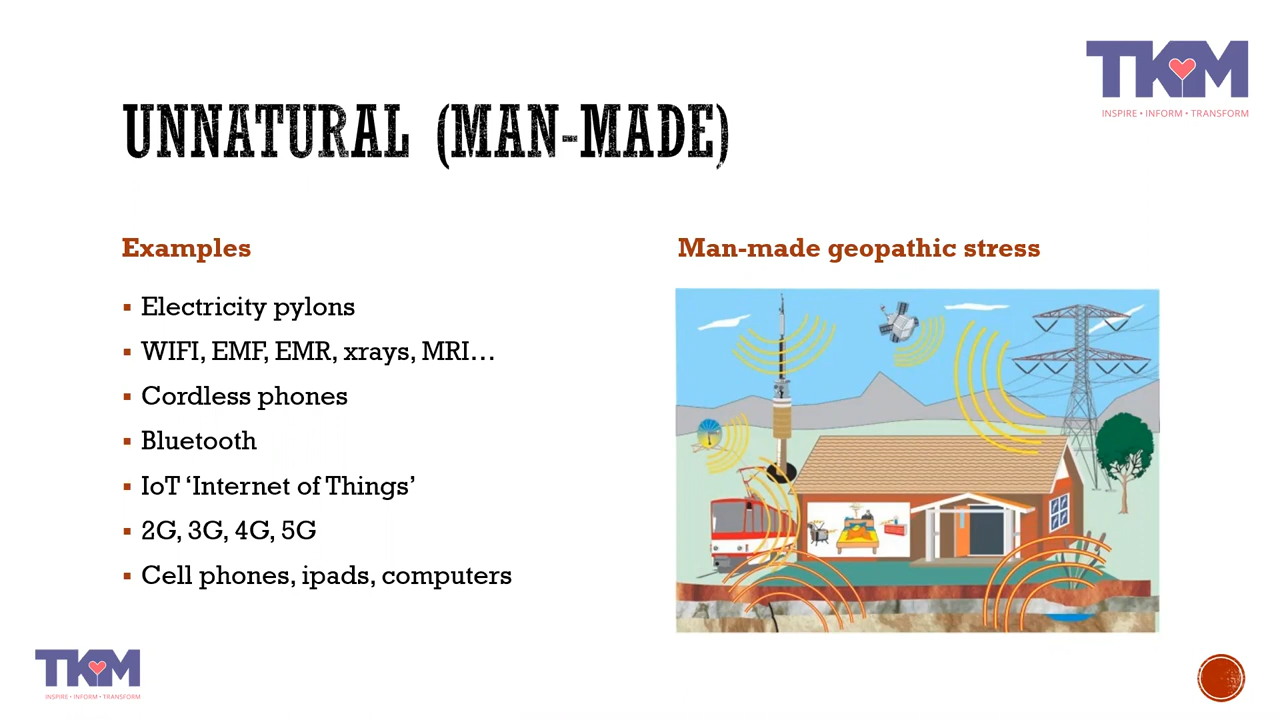 TKM
INSPIRE • INFORM • TRANSFORM
UNNATURAL (MAN-MADE)
Examples
▪ Electricity pylons
▪ WIFI, EMF, EMR, xrays, MRI...
▪ Cordless phones
▪ Bluetooth
▪ IoT ‘Internet of Things’
▪ 2G, 3G, 4G, 5G
▪ Cell phones, ipads, computers
Man-made geopathic stress
TKM
INSPIRE • INFORM • TRANSFORM